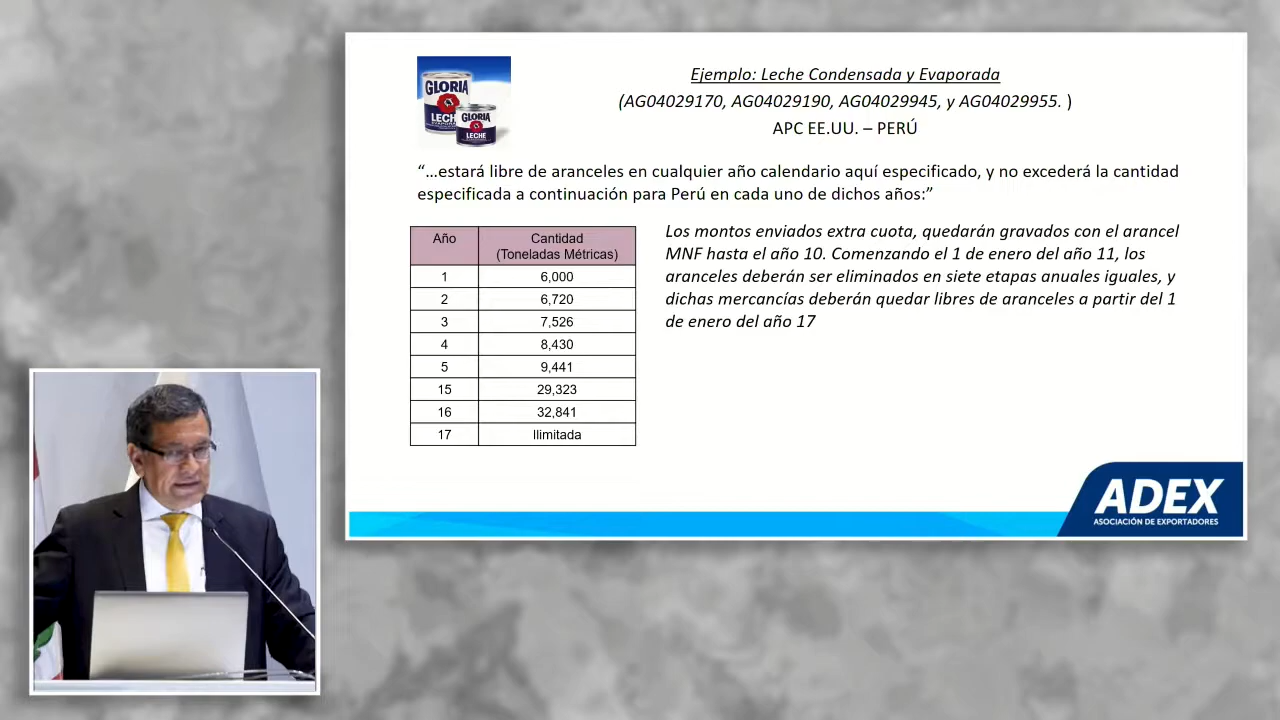 GLORIA
LECHE
GLORIA
LECHE
Ejemplo: Leche Condensada y Evaporada
(AG04029170, AG04029190, AG04029945, y AG04029955. )
APC EE.UU. – PERÚ
“…estará libre de aranceles en cualquier año calendario aquí especificado, y no excederá la cantidad
especificada a continuación para Perú en cada uno de dichos años:”
Año Cantidad
(Toneladas Métricas)
1 6,000
2 6,720
3 7,526
4 8,430
5 9,441
15 29,323
16 32,841
17 Ilimitada
Los montos enviados extra cuota, quedarán gravados con el arancel
MNF hasta el año 10. Comenzando el 1 de enero del año 11, los
aranceles deberán ser eliminados en siete etapas anuales iguales, y
dichas mercancías deberán quedar libres de aranceles a partir del 1
de enero del año 17
ADEX
ASOCIACIÓN DE EXPORTADORES